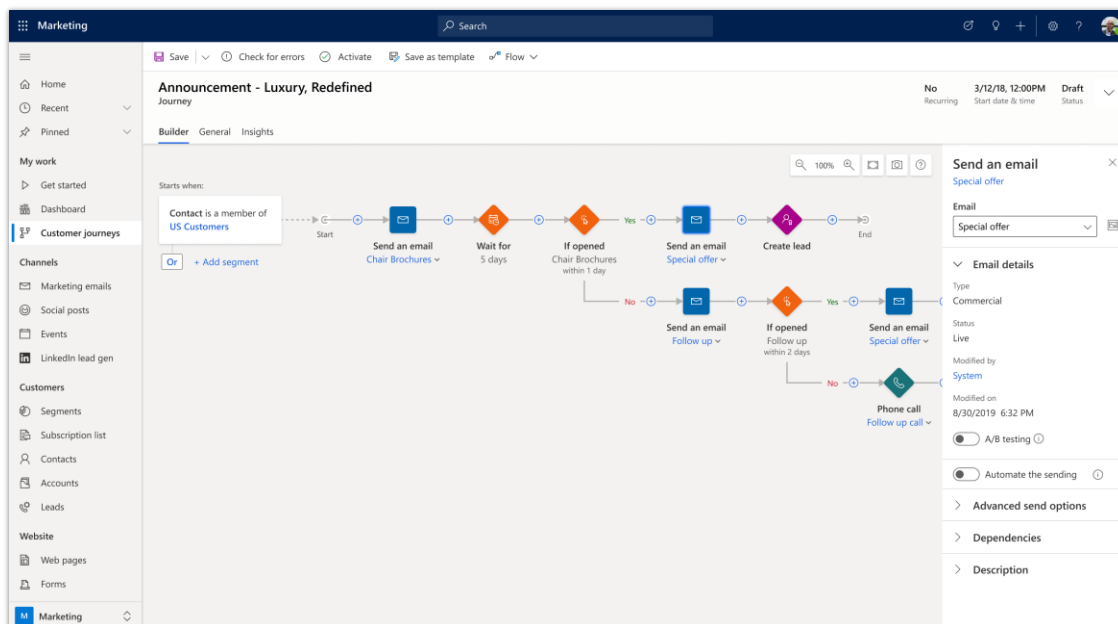 Marketing
Search
Save
Check for errors
Activate
Save as template
Flow
Home
Recent
Pinned
My work
Get started
Dashboard
Customer journeys
Channels
Marketing emails
Social posts
Events
LinkedIn lead gen
Customers
Segments
Subscription list
Contacts
Accounts
Leads
Website
Web pages
Forms
M Marketing
Announcement - Luxury, Redefined
Journey
No
Recurring
3/12/18, 12:00PM
Start date & time
Draft
Status
Builder General Insights
100%
Starts when:
Contact is a member of
US Customers
Or + Add segment
Start
Send an email
Chair Brochures
Wait for
5 days
If opened
Chair Brochures
within 1 day
Yes
Send an email
Special offer
Create lead
End
No
Send an email
Follow up
If opened
Follow up
within 2 days
Yes
Send an email
Special offer
No
Phone call
Follow up call
Send an email
Special offer
Email
Special offer
Email details
Type
Commercial
Status
Live
Modified by
System
Modified on
8/30/2019 6:32 PM
A/B testing
Automate the sending
Advanced send options
Dependencies
Description